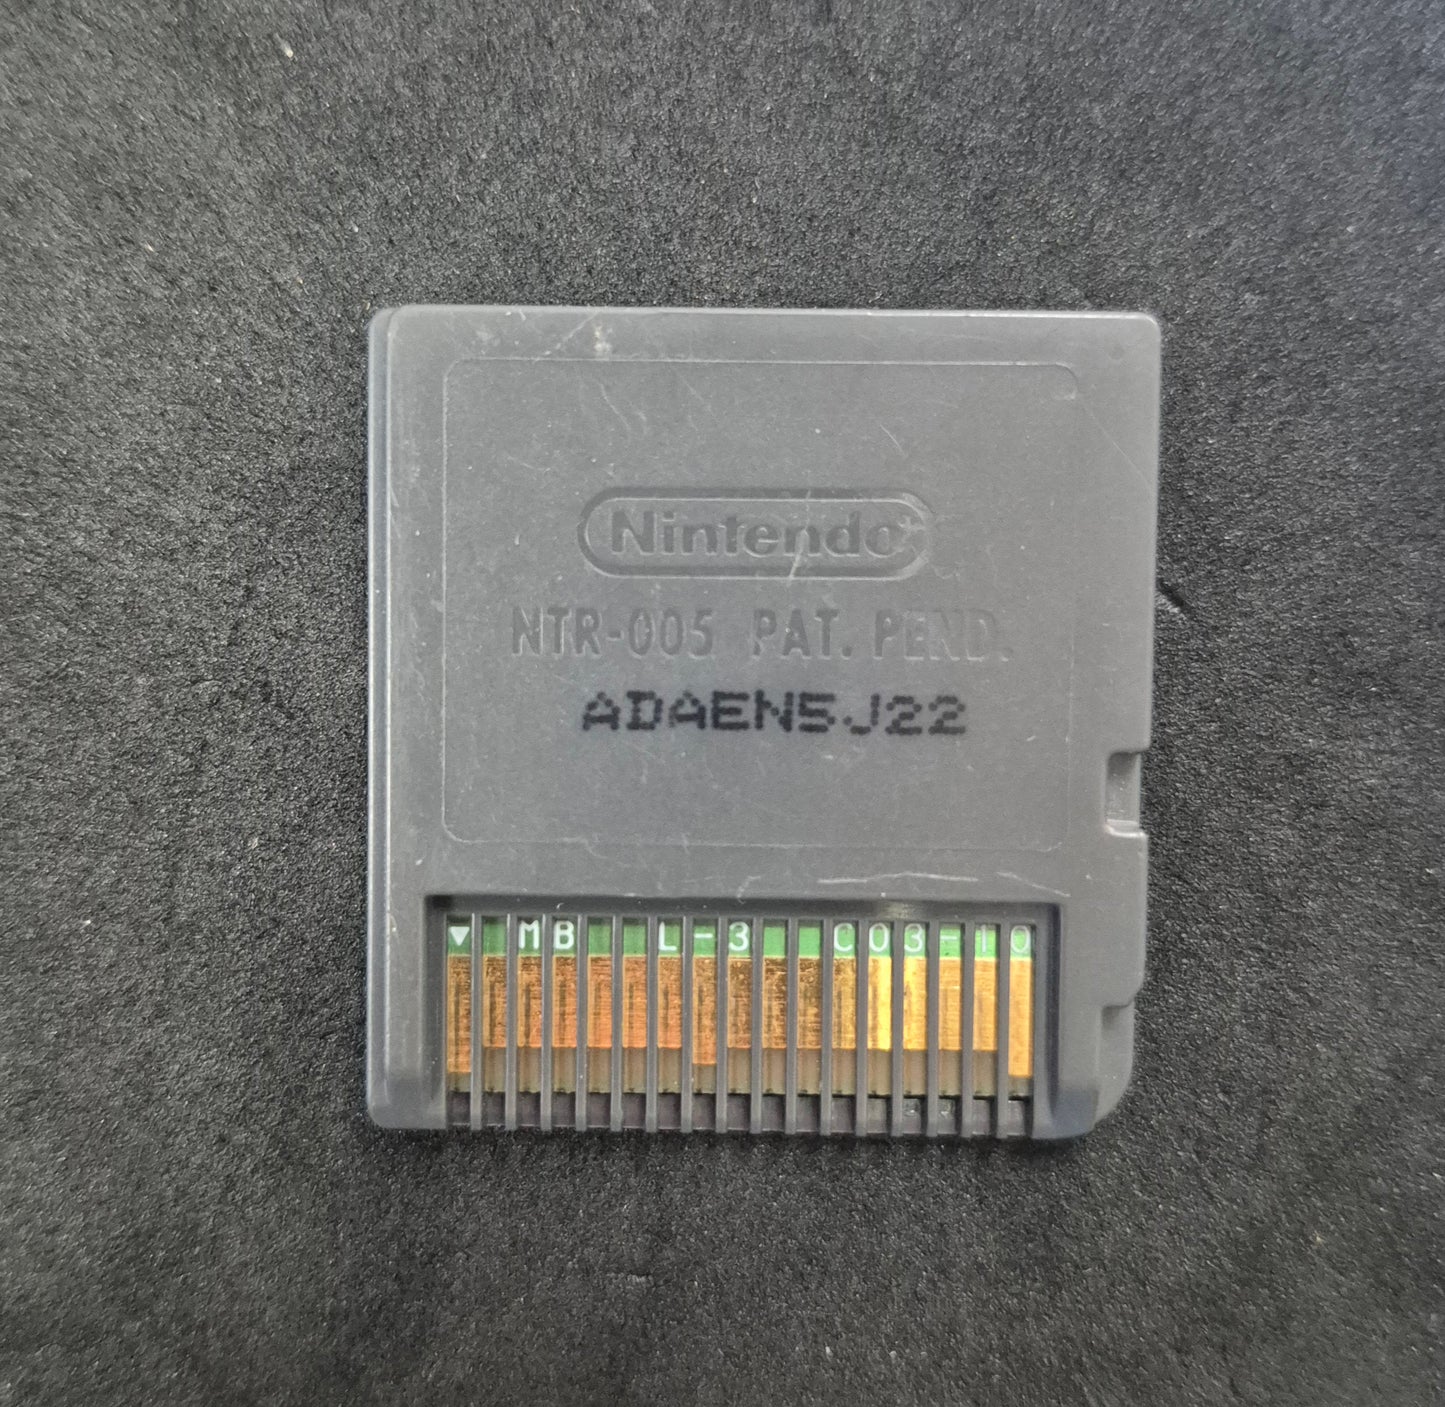 Nintendo
NTR-005 PAT. PEND.
ADAEN5J22
▼ MB L-3 C03-10